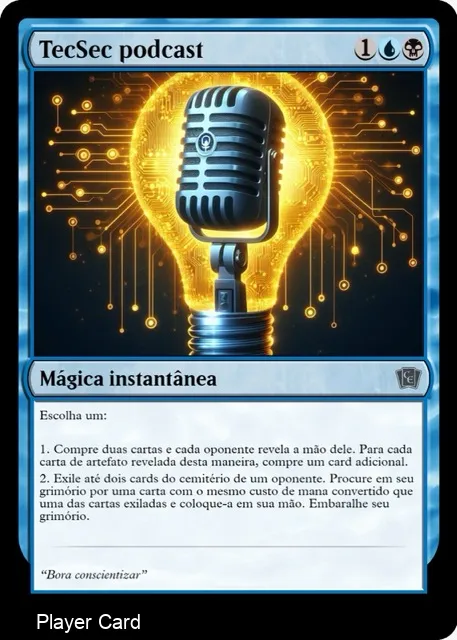 TecSec podcast
1
Mágica instantânea
Escolha um:
1. Compre duas cartas e cada oponente revela a mão dele. Para cada
carta de artefato revelada desta maneira, compre um card adicional.
2. Exile até dois cards do cemitério de um oponente. Procure em seu
grimório por uma carta com o mesmo custo de mana convertido que
uma das cartas exiladas e coloque-a em sua mão. Embaralhe seu
grimório.
“Bora conscientizar”
Player Card